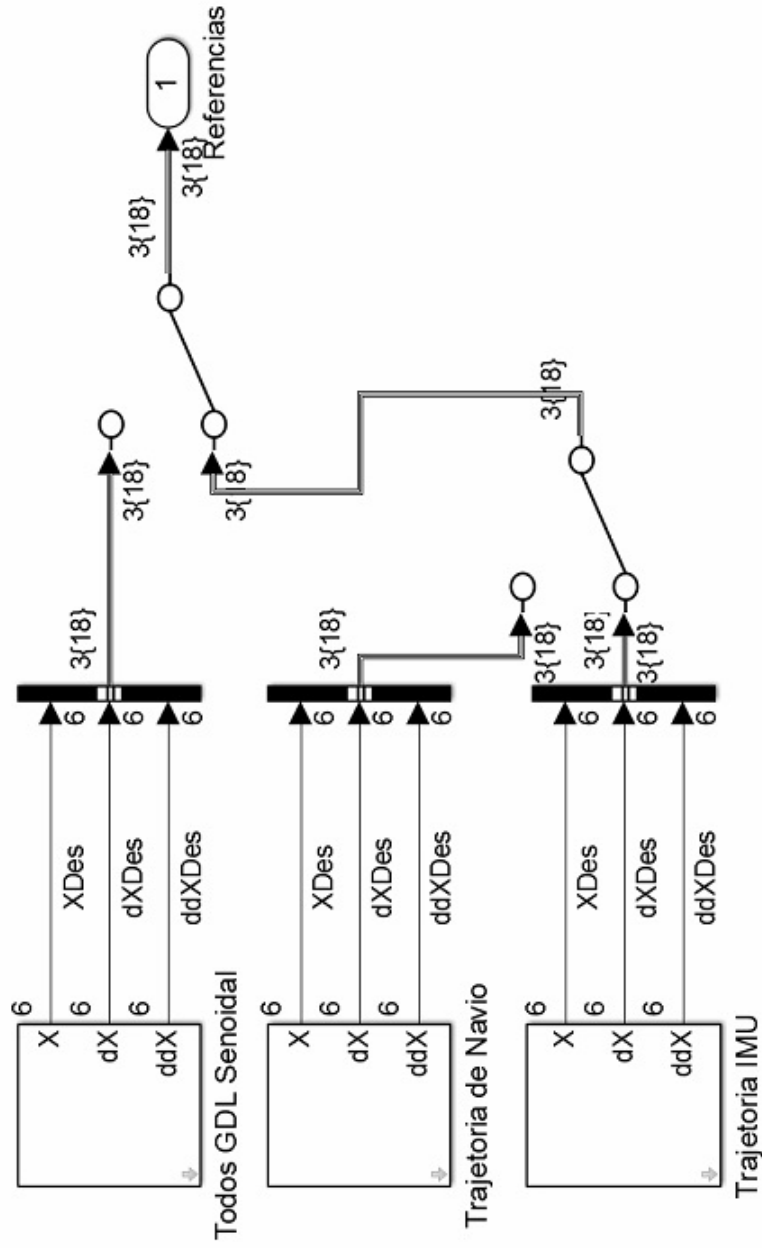 6
X
XDes
6
6
dX
dXDes
6
3{18}
3{18}
6
ddX
ddXDes
6
Todos GDL Senoidal
3{18}
3{18}
1
Referencias
3{18}
6
X
XDes
6
6
dX
dXDes
6
3{18}
6
ddX
ddXDes
6
Trajetoria de Navio
3{18}
3{18}
6
X
XDes
6
6
dX
dXDes
6
3{18}
3{18}
6
ddX
ddXDes
6
Trajetoria IMU